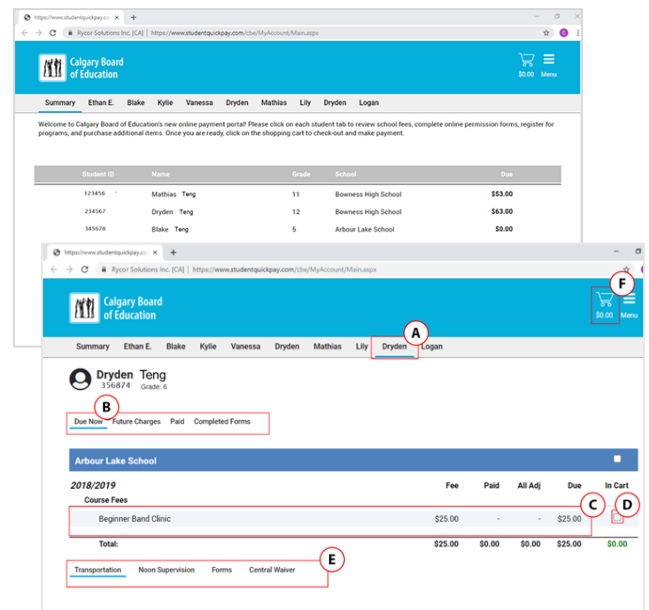 https://www.studentquickpay.co
Rycor Solutions Inc. [CA] | https://www.studentquickpay.com/cbe/MyAccount/Main.aspx
Calgary Board
of Education
$0.00 Menu
Summary Ethan E. Blake Kylie Vanessa Dryden Mathias Lily Dryden Logan
Welcome to Calgary Board of Education's new online payment portal! Please click on each student tab to review school fees, complete online permission forms, register for
programs, and purchase additional items. Once you are ready, click on the shopping cart to check-out and make payment.
Student ID Name Grade School Due
123456 Mathias Teng 11 Bowness High School $53.00
234567 Dryden Teng 12 Bowness High School $63.00
345678 Blake Teng 5 Arbour Lake School $0.00
https://www.studentquickpay.co
Rycor Solutions Inc. [CA] | https://www.studentquickpay.com/cbe/MyAccount/Main.aspx
F
Calgary Board
of Education
$0.00 Menu
A
Summary Ethan E. Blake Kylie Vanessa Dryden Mathias Lily Dryden Logan
Dryden Teng
356874 Grade: 6
B
Due Now Future Charges Paid Completed Forms
Arbour Lake School
2018/2019 Fee Paid All Adj Due In Cart
Course Fees
C D
Beginner Band Clinic $25.00 - - $25.00
Total: $25.00 $0.00 $0.00 $25.00 $0.00
E
Transportation Noon Supervision Forms Central Waiver